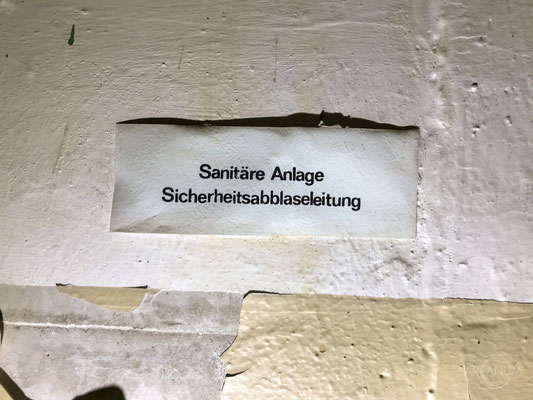 Sanitäre Anlage
Sicherheitsabblaseleitung